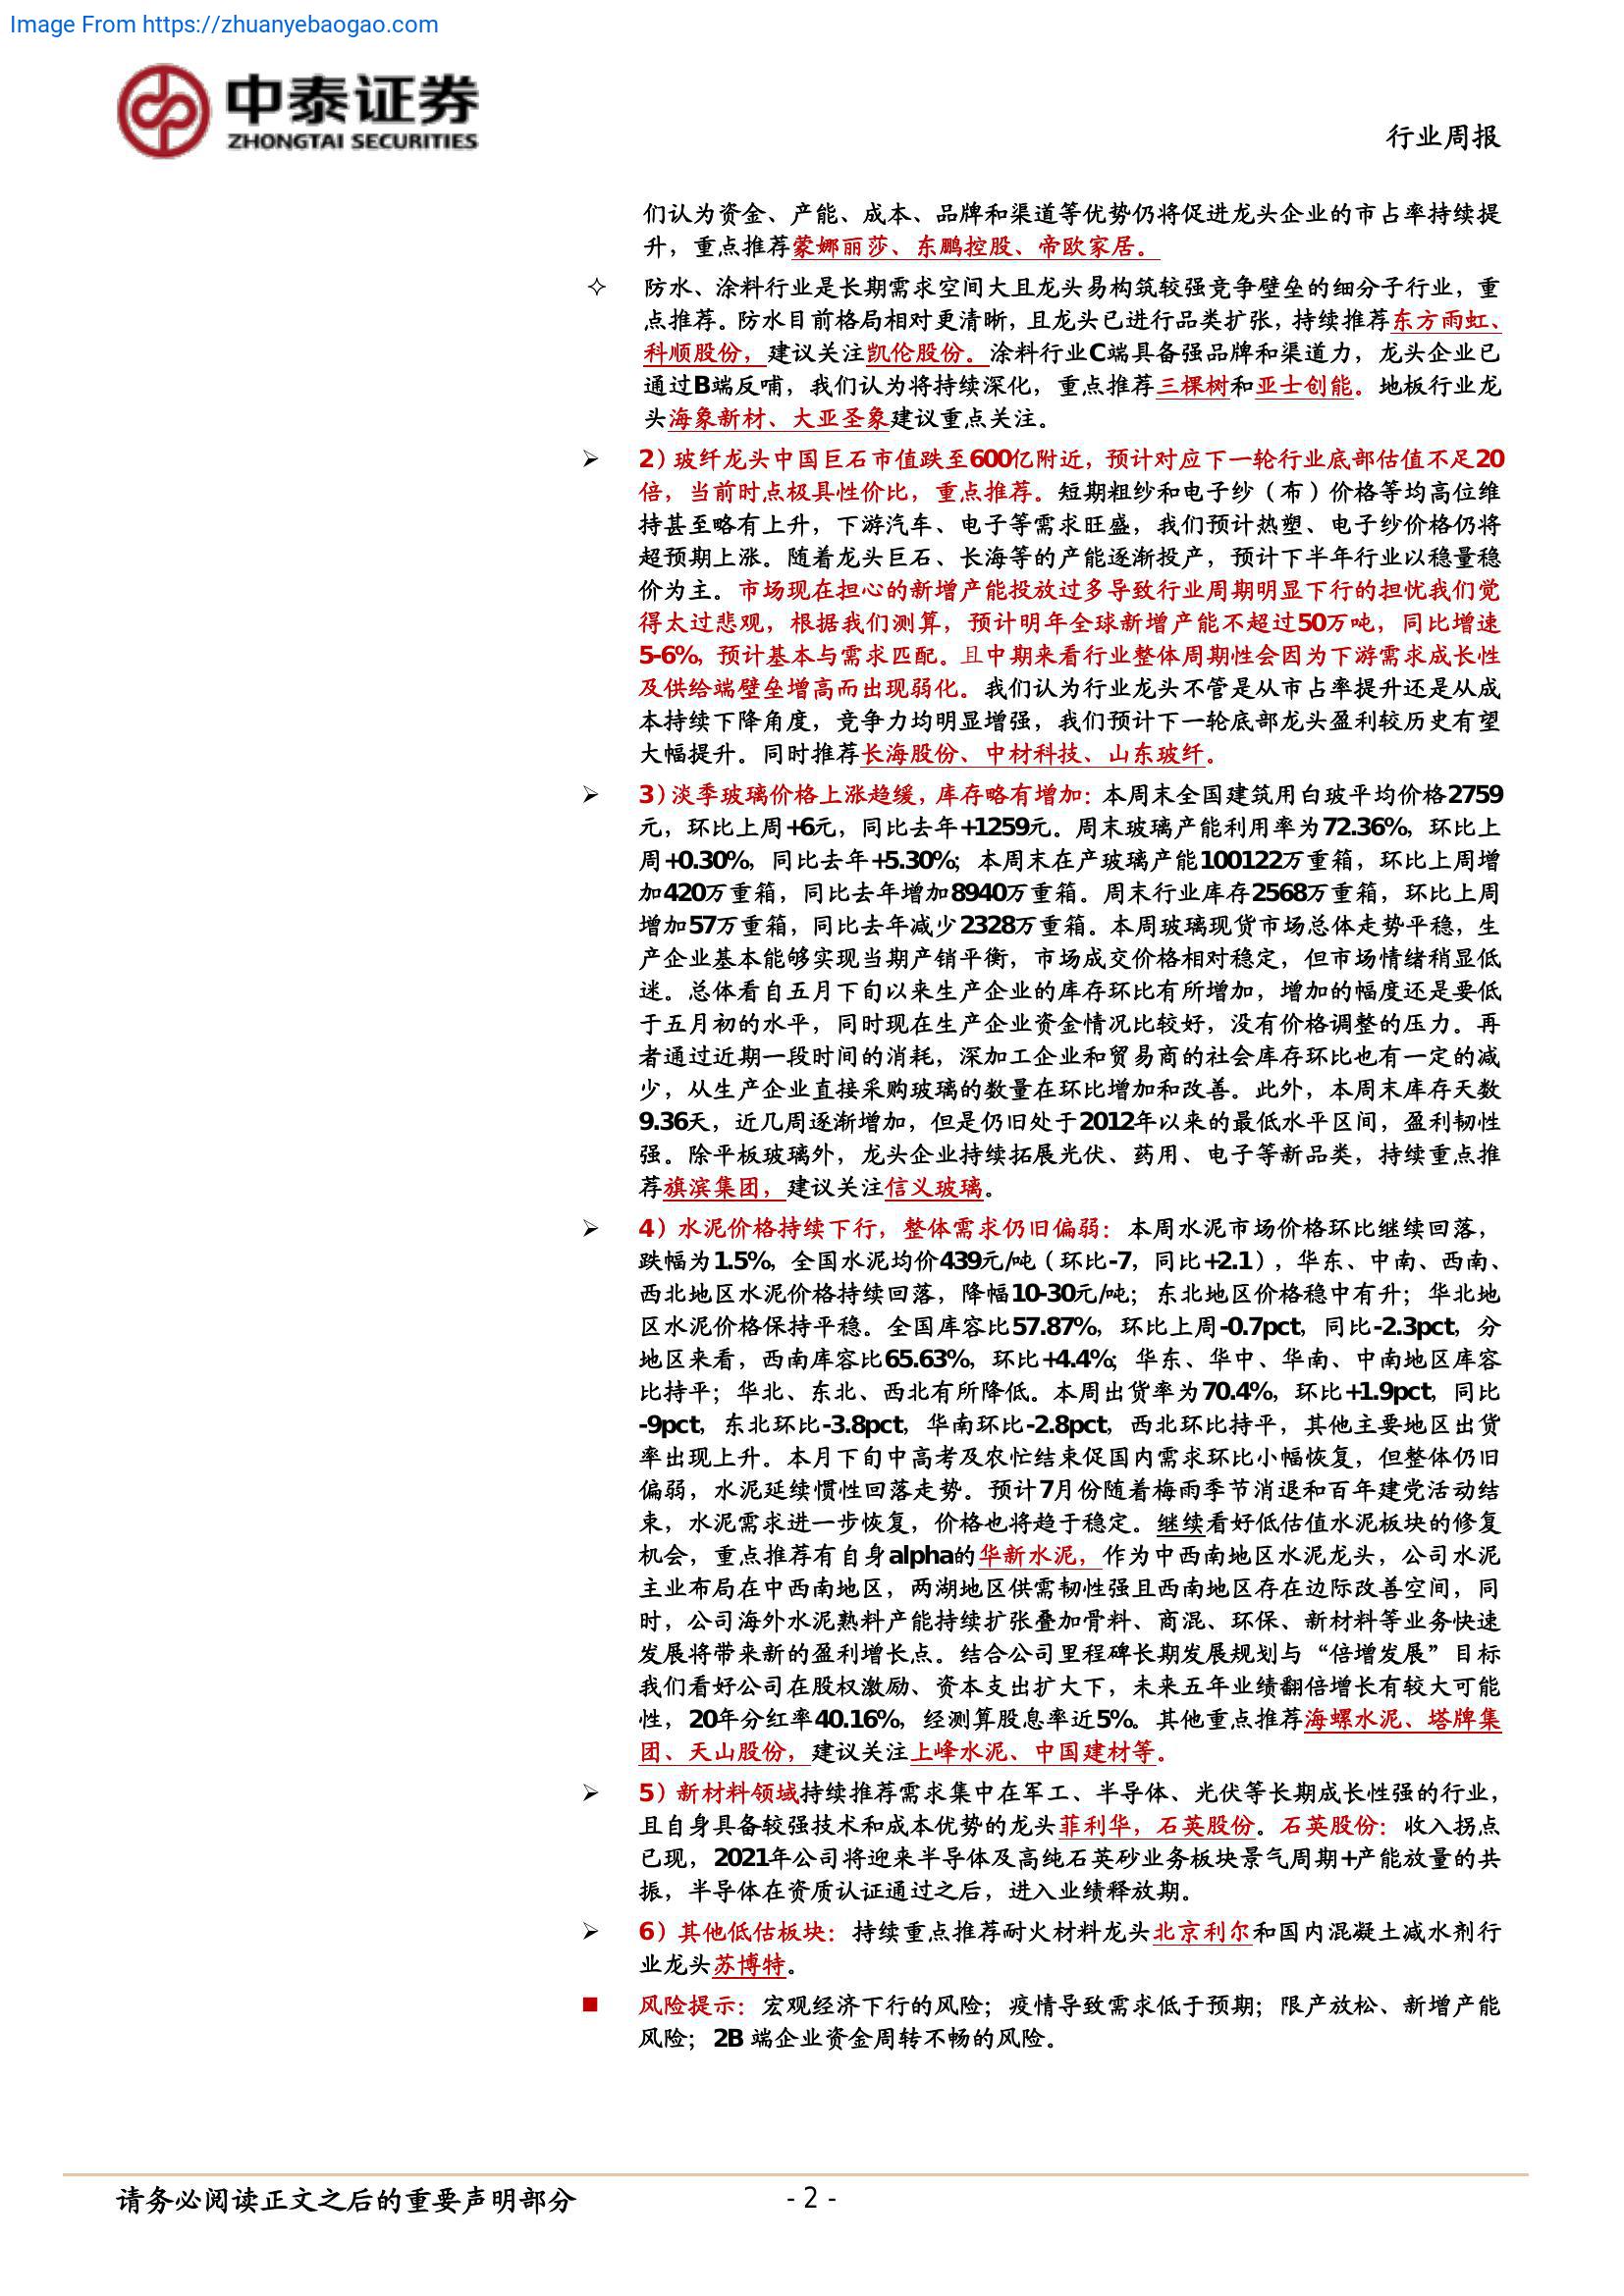 Image From https://zhuanyebaogao.com
中泰证券
ZHONGTAI SECURITIES
行业周报
们认为资金、产能、成本、品牌和渠道等优势仍将促进龙头企业的市占率持续提
升，重点推荐蒙娜丽莎、东鹏控股、帝欧家居。
✧ 防水、涂料行业是长期需求空间大且龙头易构筑较强竞争壁垒的细分子行业，重
点推荐。防水目前格局相对更清晰，且龙头已进行品类扩张，持续推荐东方雨虹、
科顺股份，建议关注凯伦股份。涂料行业C端具备强品牌和渠道力，龙头企业已
通过B端反哺，我们认为将持续深化，重点推荐三棵树和亚士创能。地板行业龙
头海象新材、大亚圣象建议重点关注。
➢ 2）玻纤龙头中国巨石市值跌至600亿附近，预计对应下一轮行业底部估值不足20
倍，当前时点极具性价比，重点推荐。短期粗纱和电子纱（布）价格等均高位维
持甚至略有上升，下游汽车、电子等需求旺盛，我们预计热塑、电子纱价格仍将
超预期上涨。随着龙头巨石、长海等的产能逐渐投产，预计下半年行业以稳量稳
价为主。市场现在担心的新增产能投放过多导致行业周期明显下行的担忧我们觉
得太过悲观，根据我们测算，预计明年全球新增产能不超过50万吨，同比增速
5-6%，预计基本与需求匹配。且中期来看行业整体周期性会因为下游需求成长性
及供给端壁垒增高而出现弱化。我们认为行业龙头不管是从市占率提升还是从成
本持续下降角度，竞争力均明显增强，我们预计下一轮底部龙头盈利较历史有望
大幅提升。同时推荐长海股份、中材科技、山东玻纤。
➢ 3）淡季玻璃价格上涨趋缓，库存略有增加：本周末全国建筑用白玻平均价格2759
元，环比上周+6元，同比去年+1259元。周末玻璃产能利用率为72.36%，环比上
周+0.30%，同比去年+5.30%；本周末在产玻璃产能100122万重箱，环比上周增
加420万重箱，同比去年增加8940万重箱。周末行业库存2568万重箱，环比上周
增加57万重箱，同比去年减少2328万重箱。本周玻璃现货市场总体走势平稳，生
产企业基本能够实现当期产销平衡，市场成交价格相对稳定，但市场情绪稍显低
迷。总体看自五月下旬以来生产企业的库存环比有所增加，增加的幅度还是要低
于五月初的水平，同时现在生产企业资金情况比较好，没有价格调整的压力。再
者通过近期一段时间的消耗，深加工企业和贸易商的社会库存环比也有一定的减
少，从生产企业直接采购玻璃的数量在环比增加和改善。此外，本周末库存天数
9.36天，近几周逐渐增加，但是仍旧处于2012年以来的最低水平区间，盈利韧性
强。除平板玻璃外，龙头企业持续拓展光伏、药用、电子等新品类，持续重点推
荐旗滨集团，建议关注信义玻璃。
➢ 4）水泥价格持续下行，整体需求仍旧偏弱：本周水泥市场价格环比继续回落，
跌幅为1.5%，全国水泥均价439元/吨（环比-7，同比+2.1），华东、中南、西南、
西北地区水泥价格持续回落，降幅10-30元/吨；东北地区价格稳中有升；华北地
区水泥价格保持平稳。全国库容比57.87%，环比上周-0.7pct，同比-2.3pct，分
地区来看，西南库容比65.63%，环比+4.4%；华东、华中、华南、中南地区库容
比持平；华北、东北、西北有所降低。本周出货率为70.4%，环比+1.9pct，同比
-9pct，东北环比-3.8pct，华南环比-2.8pct，西北环比持平，其他主要地区出货
率出现上升。本月下旬中高考及农忙结束促国内需求环比小幅恢复，但整体仍旧
偏弱，水泥延续惯性回落走势。预计7月份随着梅雨季节消退和百年建党活动结
束，水泥需求进一步恢复，价格也将趋于稳定。继续看好低估值水泥板块的修复
机会，重点推荐有自身alpha的华新水泥，作为中西南地区水泥龙头，公司水泥
主业布局在中西南地区，两湖地区供需韧性强且西南地区存在边际改善空间，同
时，公司海外水泥熟料产能持续扩张叠加骨料、商混、环保、新材料等业务快速
发展将带来新的盈利增长点。结合公司里程碑长期发展规划与“倍增发展”目标
我们看好公司在股权激励、资本支出扩大下，未来五年业绩翻倍增长有较大可能
性，20年分红率40.16%，经测算股息率近5%。其他重点推荐海螺水泥、塔牌集
团、天山股份，建议关注上峰水泥、中国建材等。
➢ 5）新材料领域持续推荐需求集中在军工、半导体、光伏等长期成长性强的行业，
且自身具备较强技术和成本优势的龙头菲利华，石英股份。石英股份：收入拐点
已现，2021年公司将迎来半导体及高纯石英砂业务板块景气周期+产能放量的共
振，半导体在资质认证通过之后，进入业绩释放期。
➢ 6）其他低估板块：持续重点推荐耐火材料龙头北京利尔和国内混凝土减水剂行
业龙头苏博特。
■ 风险提示：宏观经济下行的风险；疫情导致需求低于预期；限产放松、新增产能
风险；2B 端企业资金周转不畅的风险。
请务必阅读正文之后的重要声明部分
- 2 -